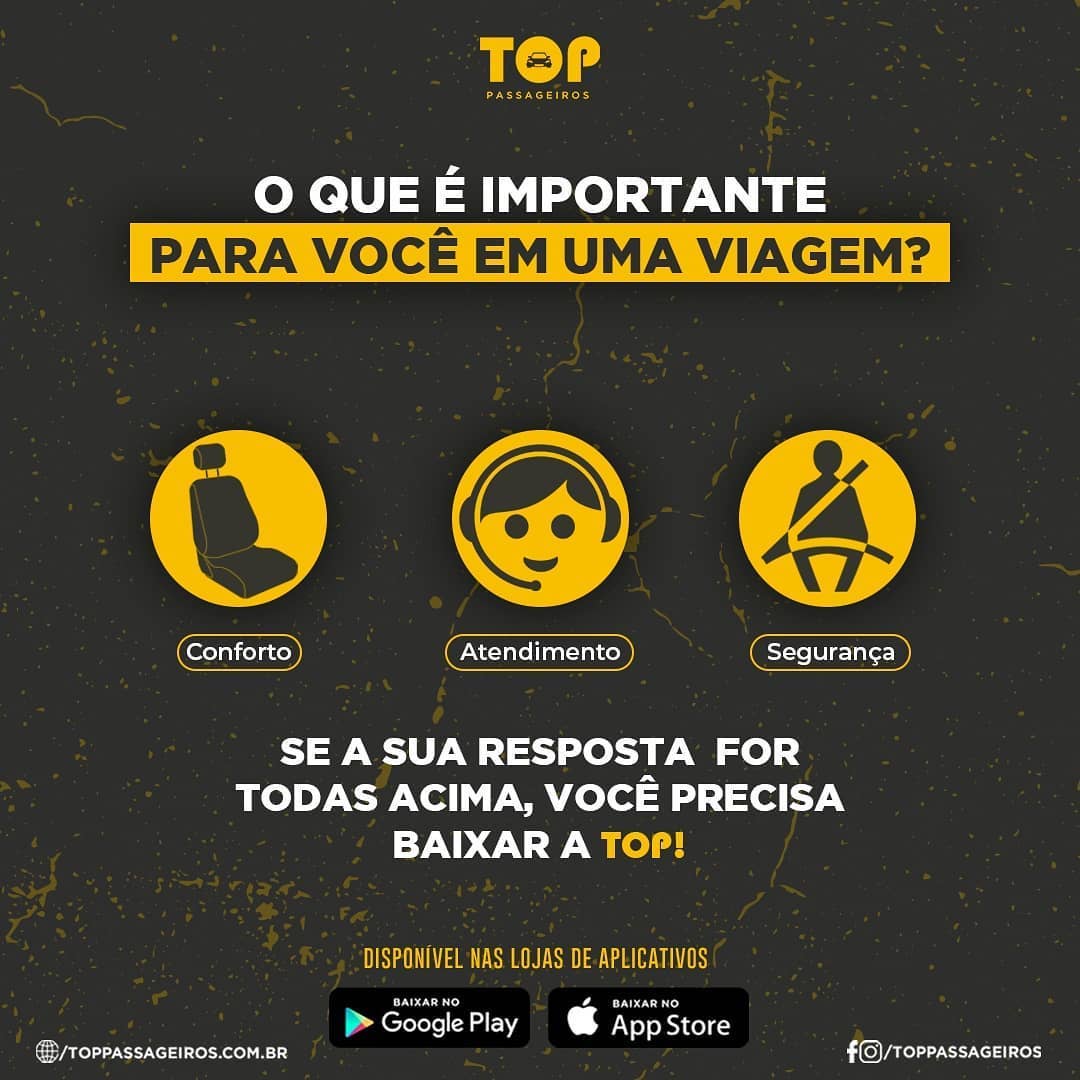 TOP
PASSAGEIROS
O QUE É IMPORTANTE
PARA VOCÊ EM UMA VIAGEM?
Conforto
Atendimento
Segurança
SE A SUA RESPOSTA FOR
TODAS ACIMA, VOCÊ PRECISA
BAIXAR A TOP!
DISPONÍVEL NAS LOJAS DE APLICATIVOS
BAIXAR NO
Google Play
BAIXAR NO
App Store
/TOPPASSAGEIROS.COM.BR
/TOPPASSAGEIROS